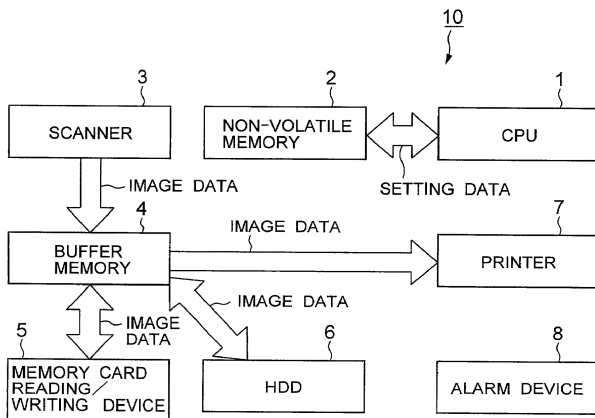 10
3
2
1
SCANNER
NON-VOLATILE
MEMORY
CPU
IMAGE DATA
SETTING DATA
4
7
BUFFER
MEMORY
IMAGE DATA
PRINTER
IMAGE
DATA
IMAGE DATA
5
6
8
MEMORY CARD
READING/
WRITING DEVICE
HDD
ALARM DEVICE